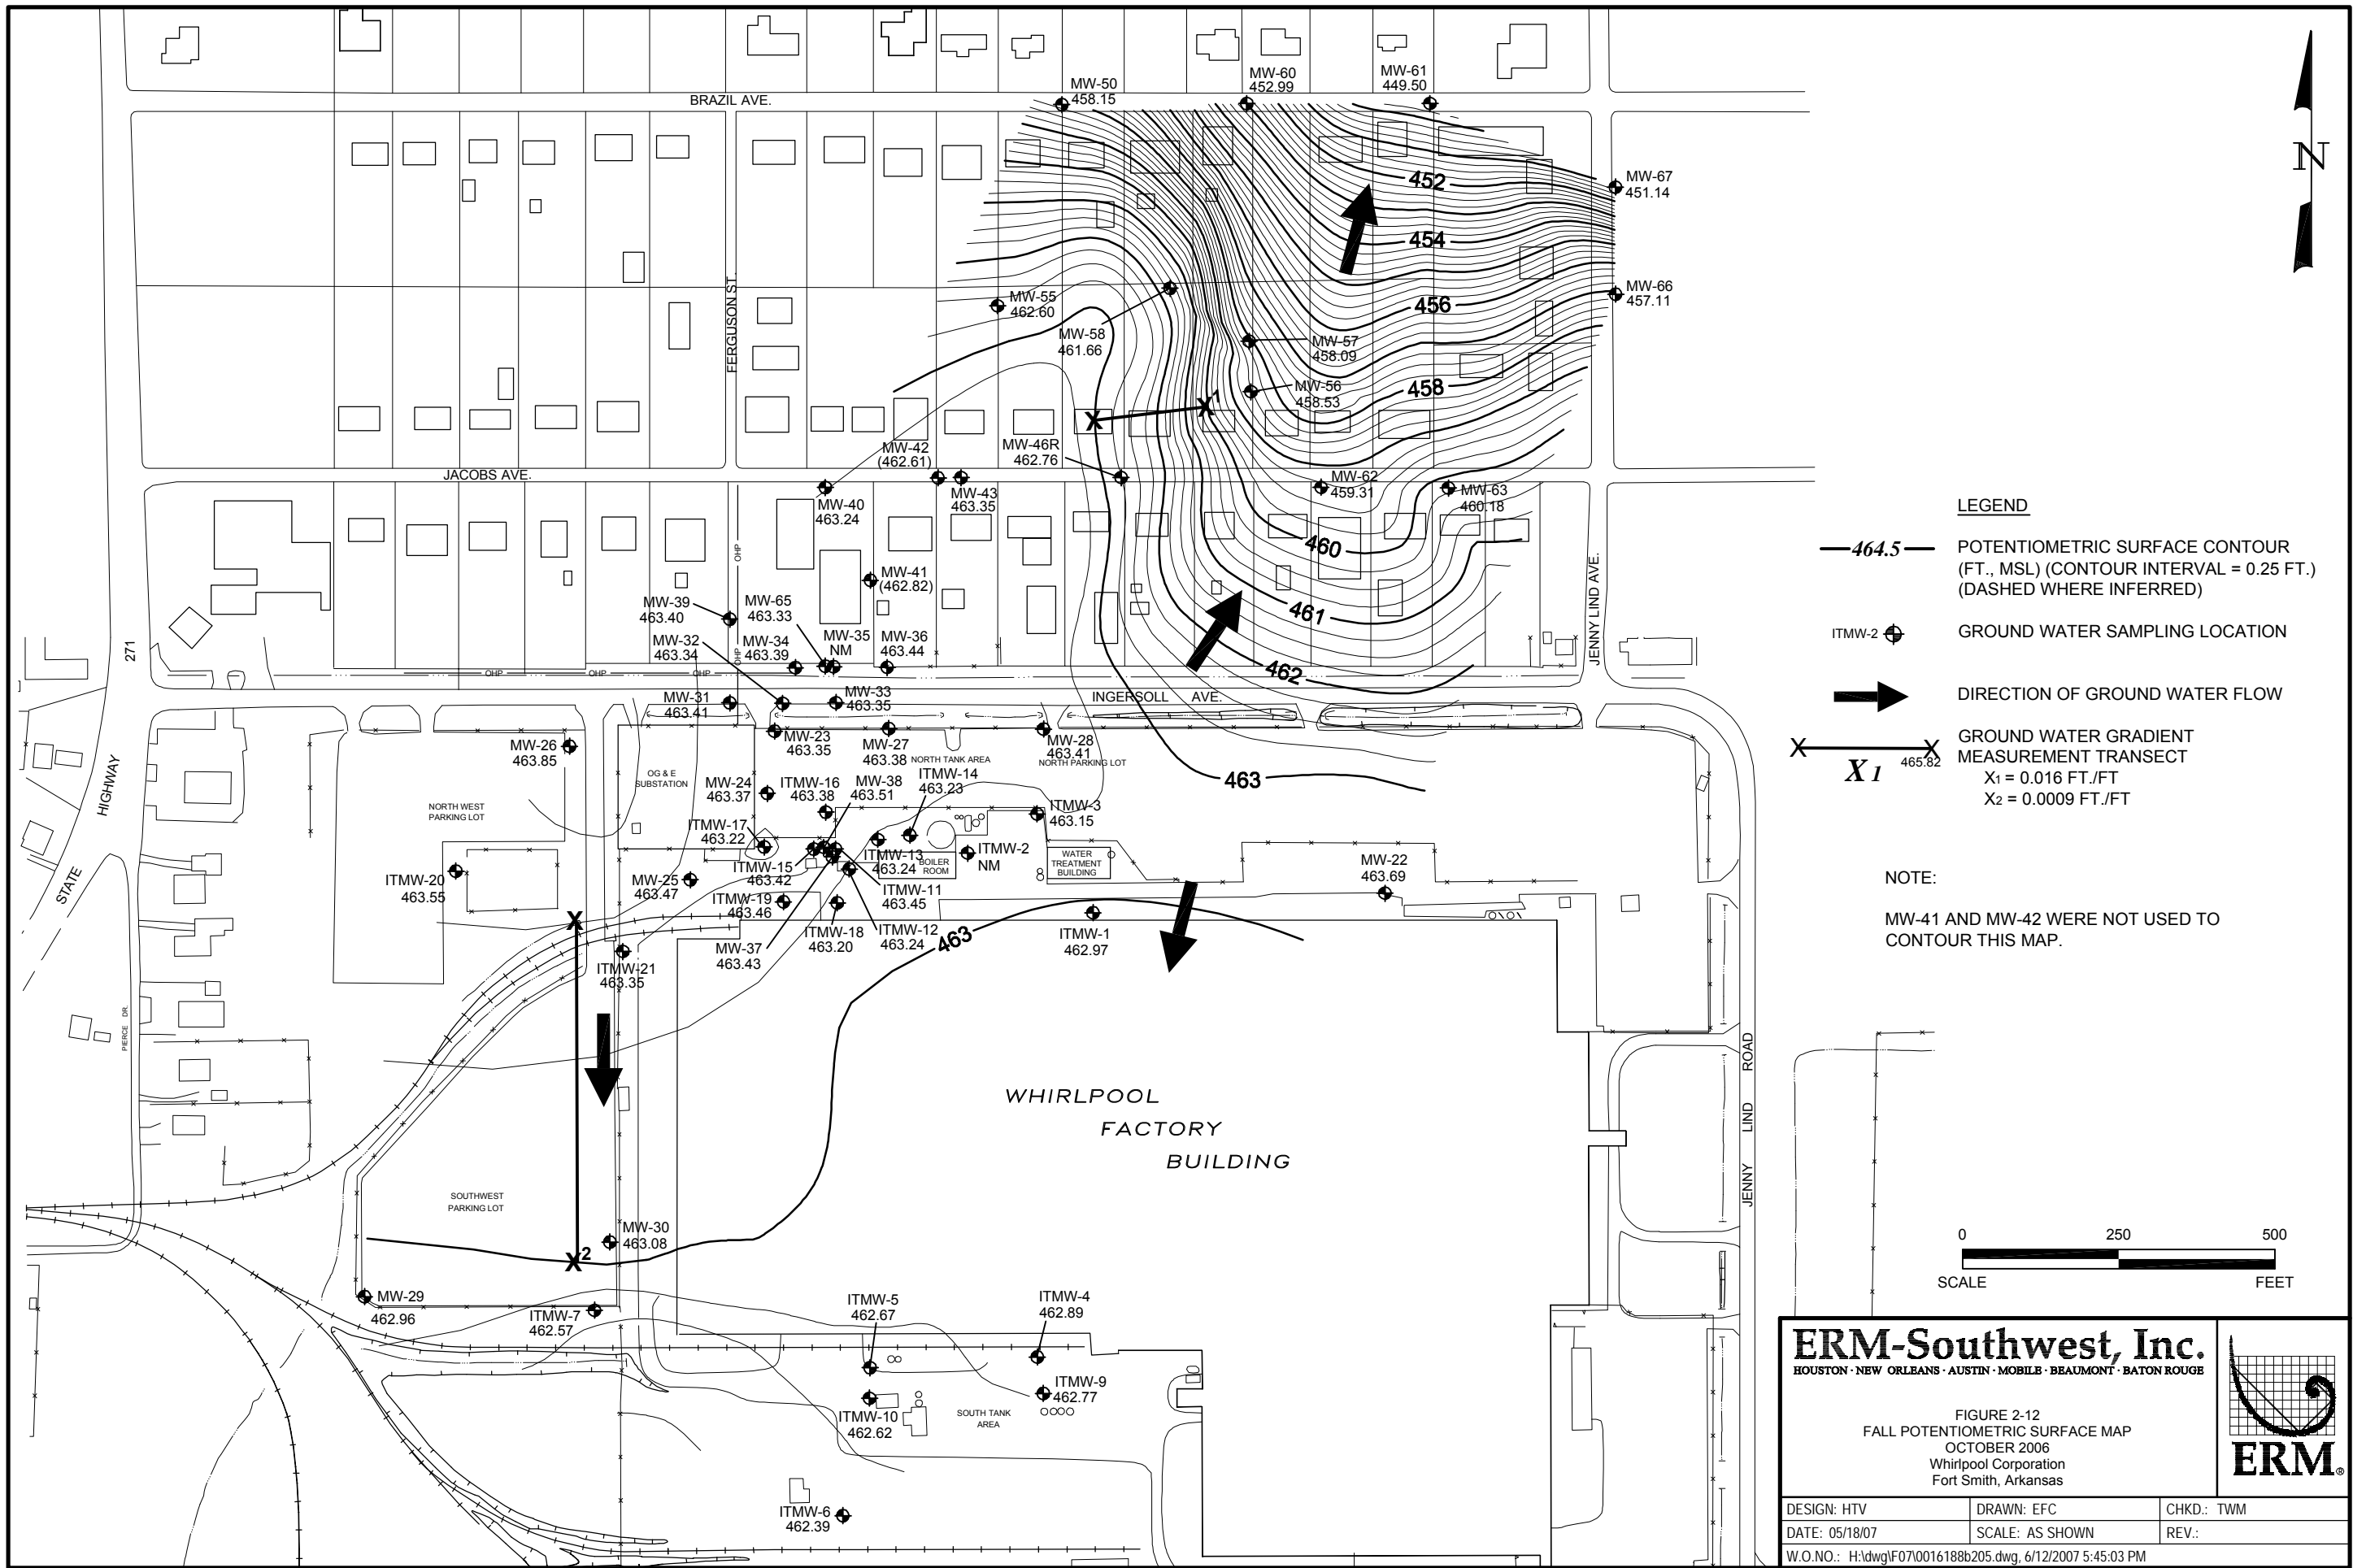 MW-50
458.15
MW-60
452.99
MW-61
449.50
BRAZIL AVE.
N
452
MW-67
451.14
454
MW-55
462.60
456
MW-66
457.11
FERGUSON ST.
MW-58
461.66
MW-57
458.09
MW-56
458.53
458
X
X1
MW-42
(462.61)
MW-46R
462.76
JACOBS AVE.
MW-40
463.24
MW-43
463.35
MW-62
459.31
MW-63
460.18
460
OHP
MW-41
(462.82)
MW-39
463.40
MW-65
463.33
461
MW-32
463.34
MW-34
463.39
MW-35
NM
MW-36
463.44
OHP
JENNY LIND AVE.
271
OHP
OHP
OHP
462
MW-31
463.41
MW-33
463.35
INGERSOLL AVE.
MW-26
463.85
MW-23
463.35
MW-27
463.38
NORTH TANK AREA
MW-28
463.41
NORTH PARKING LOT
OG & E
SUBSTATION
463
STATE HIGHWAY
NORTH WEST
PARKING LOT
MW-24
463.37
ITMW-16
463.38
MW-38
463.51
ITMW-14
463.23
ITMW-3
463.15
ITMW-17
463.22
ITMW-13
463.24
BOILER
ROOM
ITMW-2
NM
WATER
TREATMENT
BUILDING
MW-22
463.69
ITMW-20
463.55
MW-25
463.47
ITMW-15
463.42
ITMW-11
463.45
ITMW-19
463.46
ITMW-18
463.20
ITMW-12
463.24
463
ITMW-1
462.97
X
MW-37
463.43
ITMW-21
463.35
PIERCE DR.
WHIRLPOOL
FACTORY
BUILDING
JENNY LIND ROAD
SOUTHWEST
PARKING LOT
MW-30
463.08
X2
MW-29
462.96
ITMW-7
462.57
ITMW-5
462.67
ITMW-4
462.89
ITMW-9
462.77
ITMW-10
462.62
SOUTH TANK
AREA
ITMW-6
462.39
LEGEND
464.5
POTENTIOMETRIC SURFACE CONTOUR
(FT., MSL) (CONTOUR INTERVAL = 0.25 FT.)
(DASHED WHERE INFERRED)
ITMW-2
GROUND WATER SAMPLING LOCATION
DIRECTION OF GROUND WATER FLOW
X X
X 1
465.82
GROUND WATER GRADIENT
MEASUREMENT TRANSECT
X1 = 0.016 FT./FT
X2 = 0.0009 FT./FT
NOTE:
MW-41 AND MW-42 WERE NOT USED TO
CONTOUR THIS MAP.
0 250 500
SCALE FEET
ERM-Southwest, Inc.
HOUSTON · NEW ORLEANS · AUSTIN · MOBILE · BEAUMONT · BATON ROUGE
ERM®
FIGURE 2-12
FALL POTENTIOMETRIC SURFACE MAP
OCTOBER 2006
Whirlpool Corporation
Fort Smith, Arkansas
DESIGN: HTV DRAWN: EFC CHKD.: TWM
DATE: 05/18/07 SCALE: AS SHOWN REV.:
W.O.NO.: H:\dwg\F07\0016188b205.dwg, 6/12/2007 5:45:03 PM